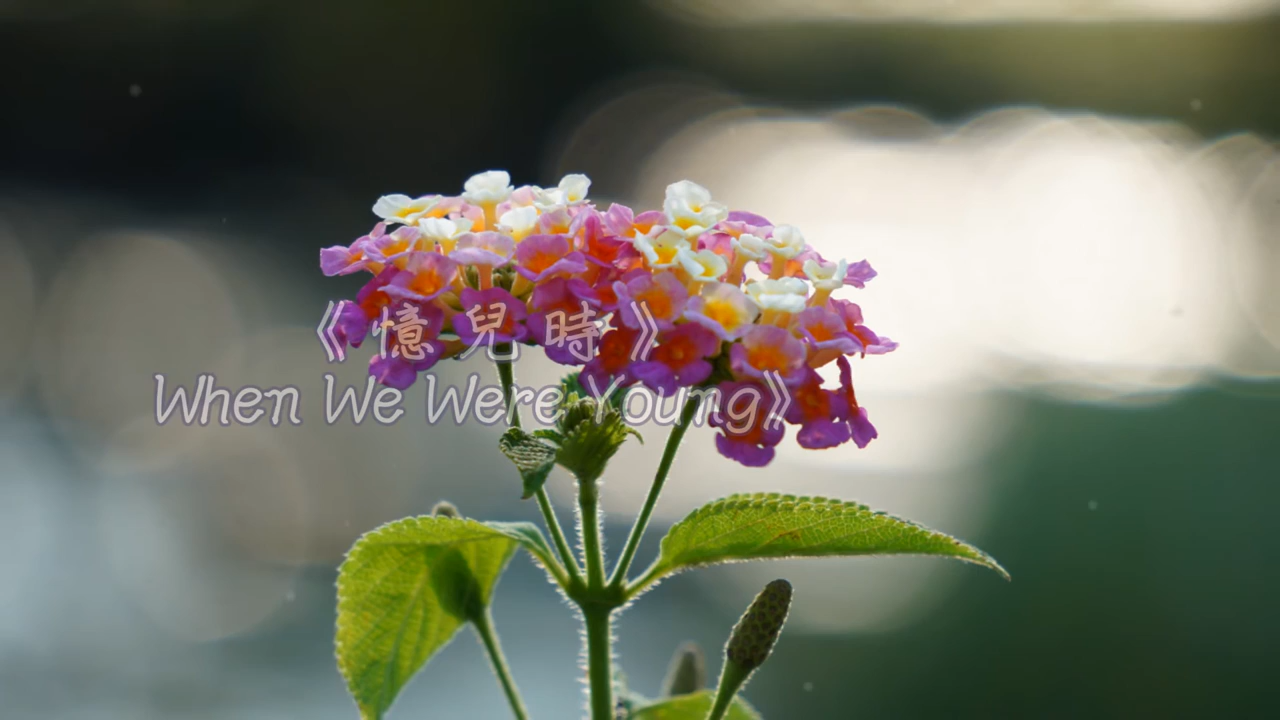 《憶兒時》
When We Were Young》